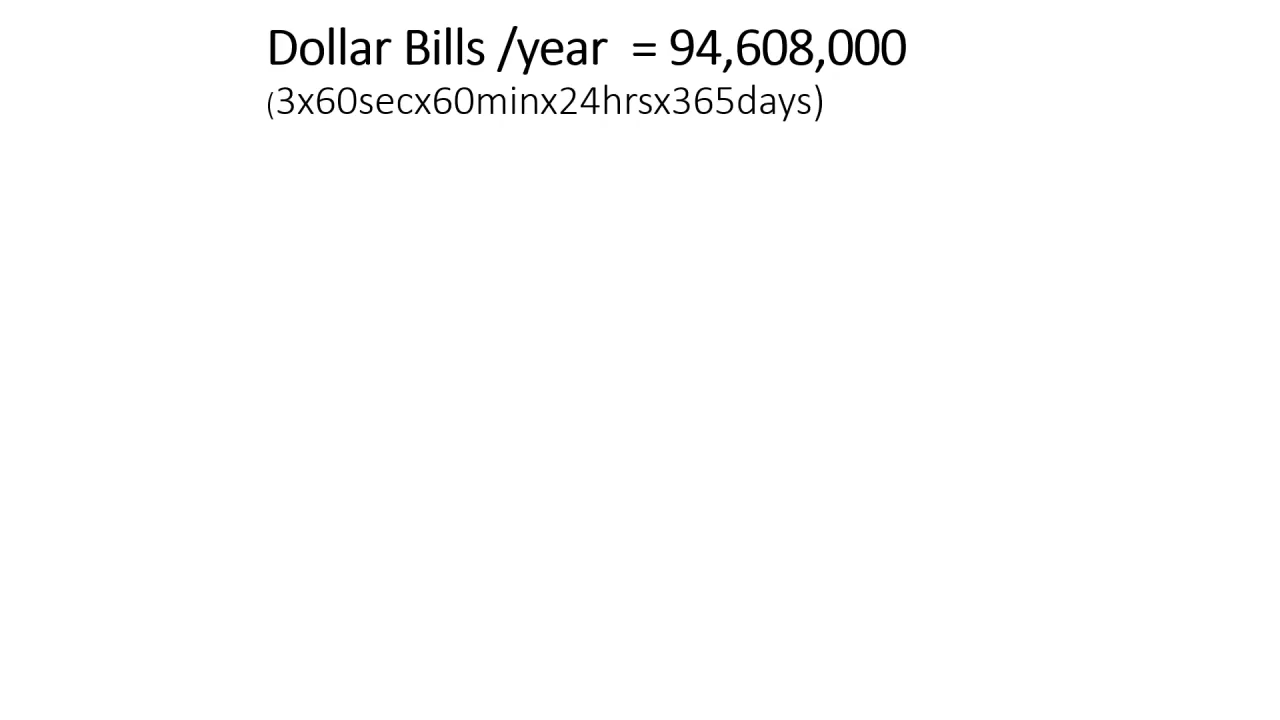 Dollar Bills /year  = 94,608,000
(3x60secx60minx24hrsx365days)